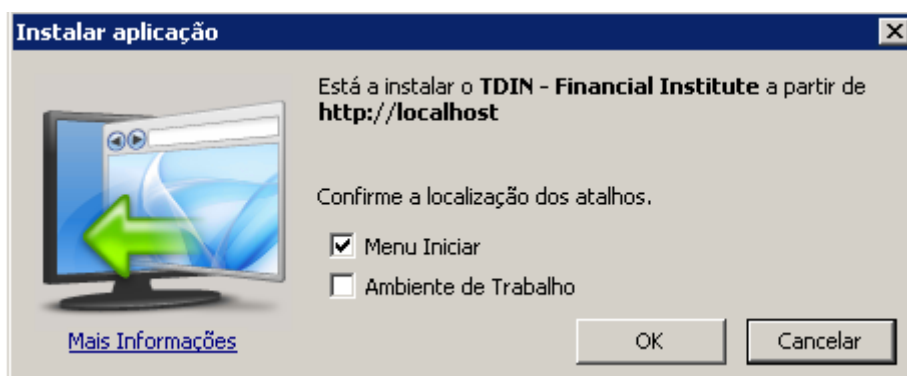 Instalar aplicação
Está a instalar o TDIN - Financial Institute a partir de
http://localhost
Confirme a localização dos atalhos.
Menu Iniciar
Ambiente de Trabalho
Mais Informações
OK
Cancelar